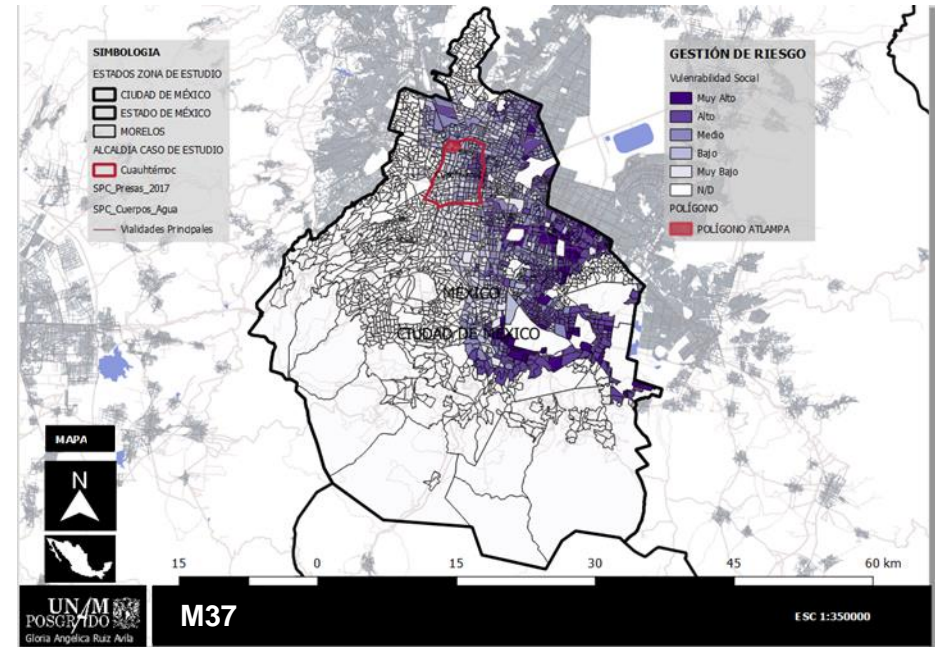 SIMBOLOGIA
ESTADOS ZONA DE ESTUDIO
CIUDAD DE MÉXICO
ESTADO DE MÉXICO
MORELOS
ALCALDIA CASO DE ESTUDIO
Cuauhtémoc
SPC_Presas_2017
SPC_Cuerpos_Agua
Vialidades Principales
GESTIÓN DE RIESGO
Vulenrabilidad Social
Muy Alto
Alto
Medio
Bajo
Muy Bajo
N/D
POLÍGONO
POLÍGONO ATLAMPA
MÉXICO
CIUDAD DE MÉXICO
MAPA
N
15 0 15 30 45 60 km
UNAM
POSGRADO
Gloria Angélica Ruiz Avila
M37
ESC 1:350000